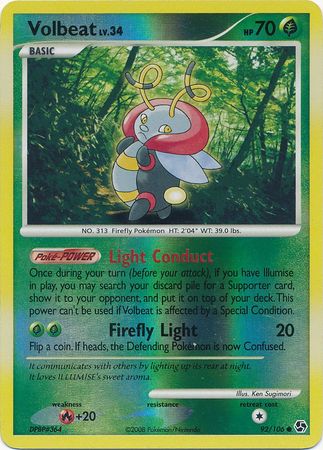 Volbeat LV.34 HP 70
BASIC
NO. 313 Firefly Pokémon HT: 2'04" WT: 39.0 lbs.
Poké-POWER Light Conduct
Once during your turn (before your attack), if you have Illumise
in play, you may search your discard pile for a Supporter card,
show it to your opponent, and put it on top of your deck. This
power can't be used if Volbeat is affected by a Special Condition.
Firefly Light 20
Flip a coin. If heads, the Defending Pokémon is now Confused.
It communicates with others by lighting up its rear at night.
It loves ILLUMISE's sweet aroma.
Illus. Ken Sugimori
weakness resistance retreat cost
+20
DPBP#364 ©2008 Pokémon/Nintendo 92/106